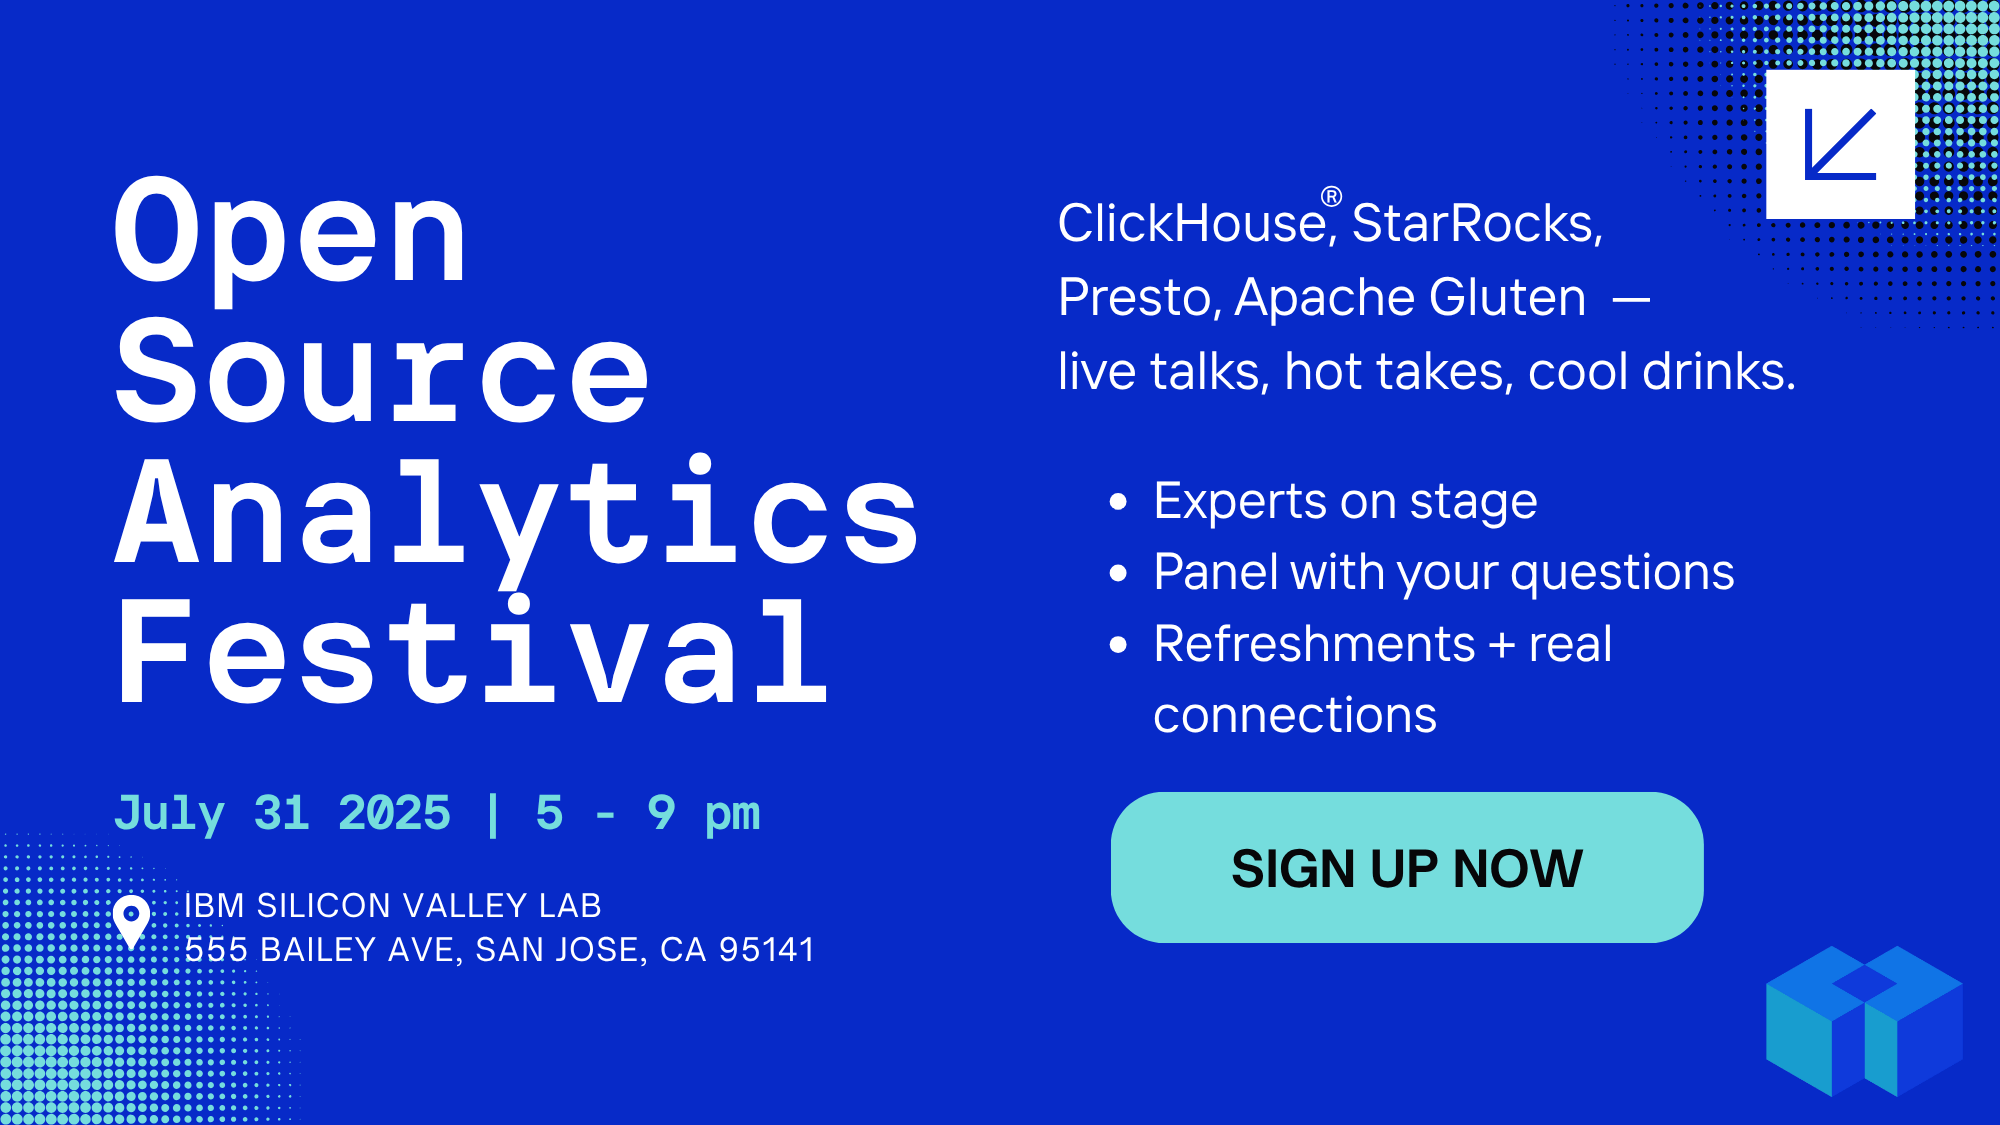 Open
Source
Analytics
Festival
July 31 2025 | 5 - 9 pm
IBM SILICON VALLEY LAB
555 BAILEY AVE, SAN JOSE, CA 95141
ClickHouse®, StarRocks,
Presto, Apache Gluten —
live talks, hot takes, cool drinks.
• Experts on stage
• Panel with your questions
• Refreshments + real
connections
SIGN UP NOW